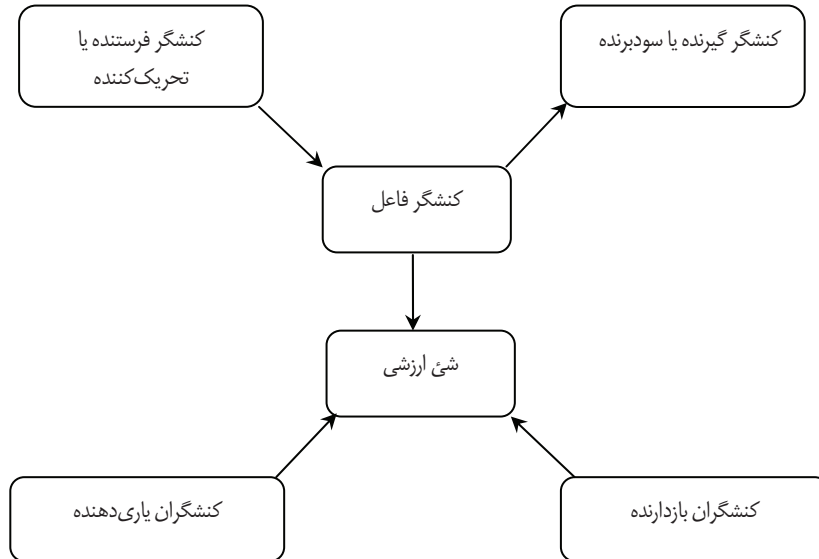 کنشگر گیرنده یا سودبرنده
کنشگر فرستنده یا
تحریک‌کننده
کنشگر فاعل
شئ ارزشی
کنشگران بازدارنده
کنشگران یاری‌دهنده